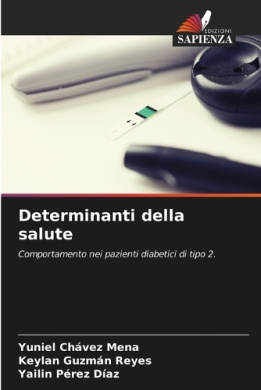 EDIZIONI
SAPIENZA
Determinanti della
salute
Comportamento nei pazienti diabetici di tipo 2.
Yuniel Chávez Mena
Keylan Guzmán Reyes
Yailin Pérez Díaz